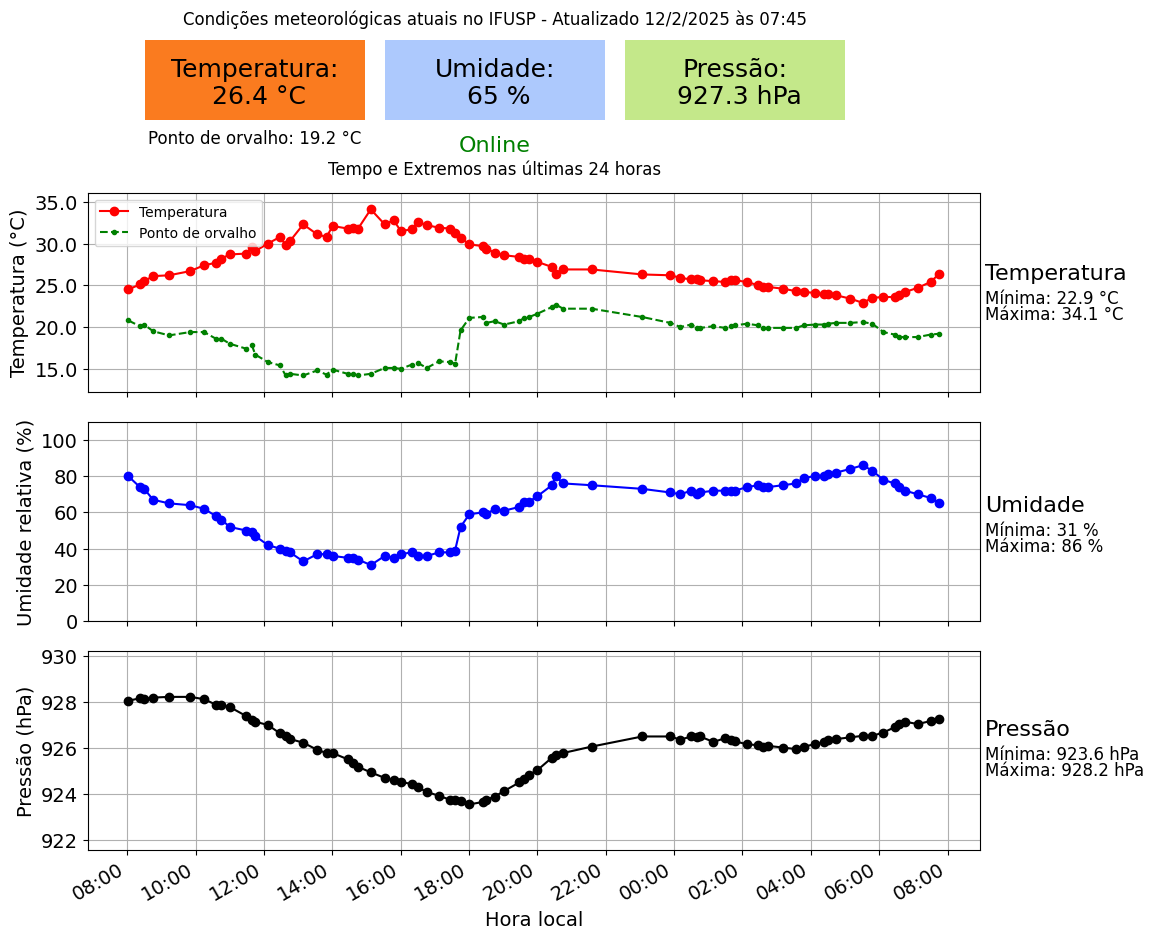 Condições meteorológicas atuais no IFUSP - Atualizado 12/2/2025 às 07:45
Temperatura:
26.4 °C
Umidade:
65 %
Pressão:
927.3 hPa
Ponto de orvalho: 19.2 °C
Online
Tempo e Extremos nas últimas 24 horas
Temperatura (°C)
35.0
30.0
25.0
20.0
15.0
Temperatura
Ponto de orvalho
Temperatura
Mínima: 22.9 °C
Máxima: 34.1 °C
Umidade relativa (%)
100
80
60
40
20
0
Umidade
Mínima: 31 %
Máxima: 86 %
Pressão (hPa)
930
928
926
924
922
Pressão
Mínima: 923.6 hPa
Máxima: 928.2 hPa
08:00 10:00 12:00 14:00 16:00 18:00 20:00 22:00 00:00 02:00 04:00 06:00 08:00
Hora local